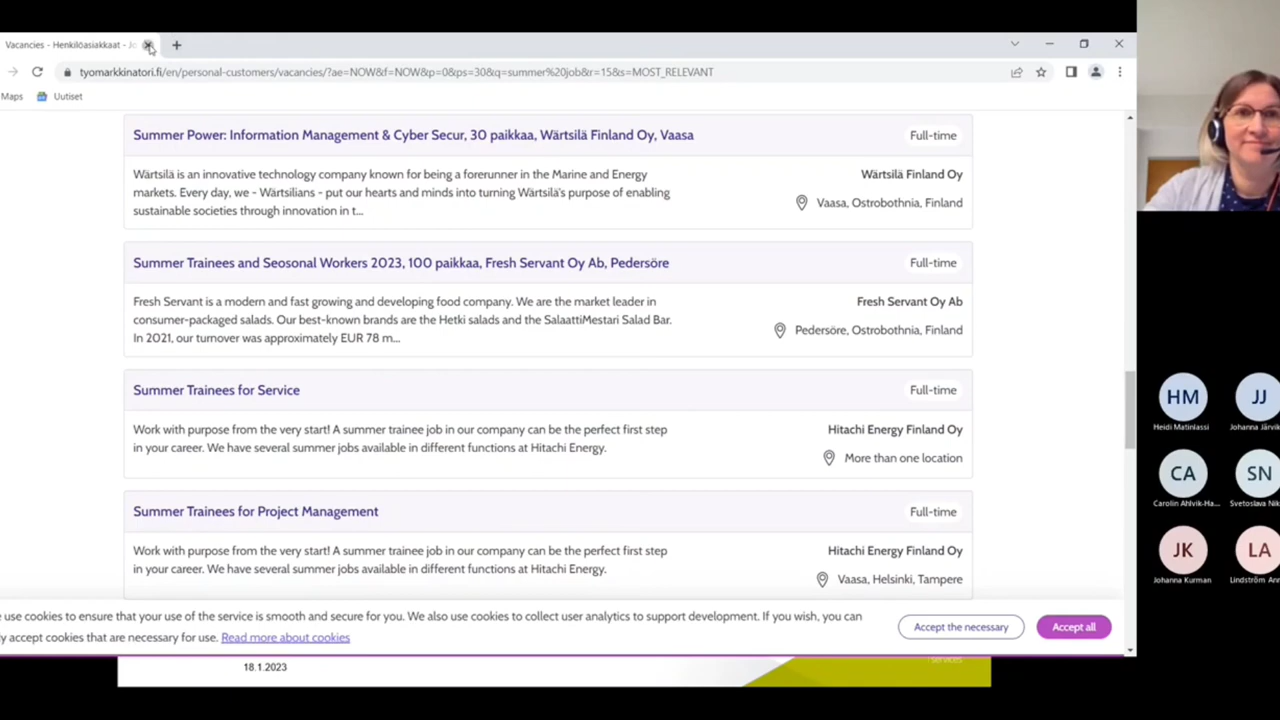 Vacancies - Henkilöasiakkaat - Jo
tyomarkkinatori.fi/en/personal-customers/vacancies/?ae=NOW&f=NOW&p=0&ps=30&q=summer%20job&r=15&s=MOST_RELEVANT
Maps Uutiset
Summer Power: Information Management & Cyber Secur, 30 paikkaa, Wärtsilä Finland Oy, Vaasa Full-time
Wärtsilä is an innovative technology company known for being a forerunner in the Marine and Energy
markets. Every day, we - Wärtsilians - put our hearts and minds into turning Wärtsilä's purpose of enabling
sustainable societies through innovation in t...
Wärtsilä Finland Oy
Vaasa, Ostrobothnia, Finland
Summer Trainees and Seosonal Workers 2023, 100 paikkaa, Fresh Servant Oy Ab, Pedersöre Full-time
Fresh Servant is a modern and fast growing and developing food company. We are the market leader in
consumer-packaged salads. Our best-known brands are the Hetki salads and the SalaattiMestari Salad Bar.
In 2021, our turnover was approximately EUR 78 m...
Fresh Servant Oy Ab
Pedersöre, Ostrobothnia, Finland
Summer Trainees for Service Full-time
Work with purpose from the very start! A summer trainee job in our company can be the perfect first step
in your career. We have several summer jobs available in different functions at Hitachi Energy.
Hitachi Energy Finland Oy
More than one location
Summer Trainees for Project Management Full-time
Work with purpose from the very start! A summer trainee job in our company can be the perfect first step
in your career. We have several summer jobs available in different functions at Hitachi Energy.
Hitachi Energy Finland Oy
Vaasa, Helsinki, Tampere
use cookies to ensure that your use of the service is smooth and secure for you. We also use cookies to collect user analytics to support development. If you wish, you can
accept cookies that are necessary for use. Read more about cookies
Accept the necessary
Accept all
18.1.2023
services
HM
Heidi Matinlassi
JJ
Johanna Järvik
CA
Carolin Ahlvik-Ha...
SN
Svetoslava Nik
JK
Johanna Kurman
LA
Lindström Ann